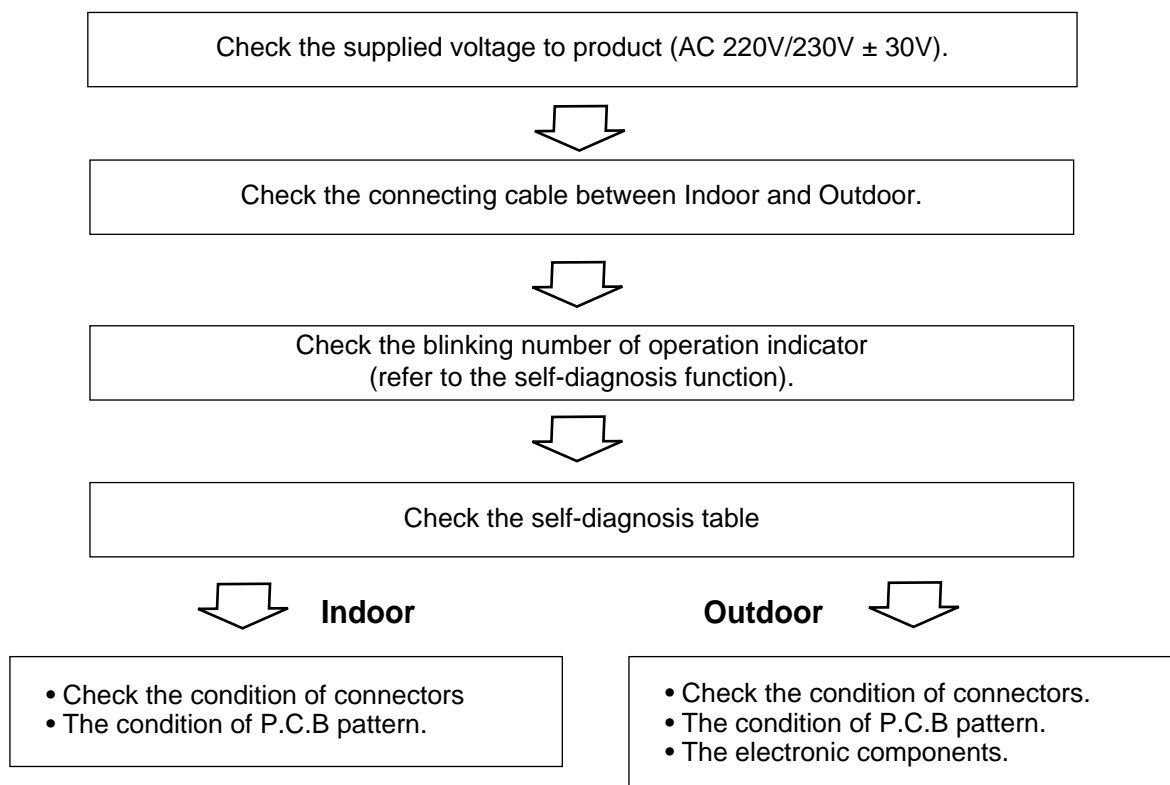 Check the supplied voltage to product (AC 220V/230V ± 30V).
Check the connecting cable between Indoor and Outdoor.
Check the blinking number of operation indicator
(refer to the self-diagnosis function).
Check the self-diagnosis table
Indoor
• Check the condition of connectors
• The condition of P.C.B pattern.
Outdoor
• Check the condition of connectors.
• The condition of P.C.B pattern.
• The electronic components.